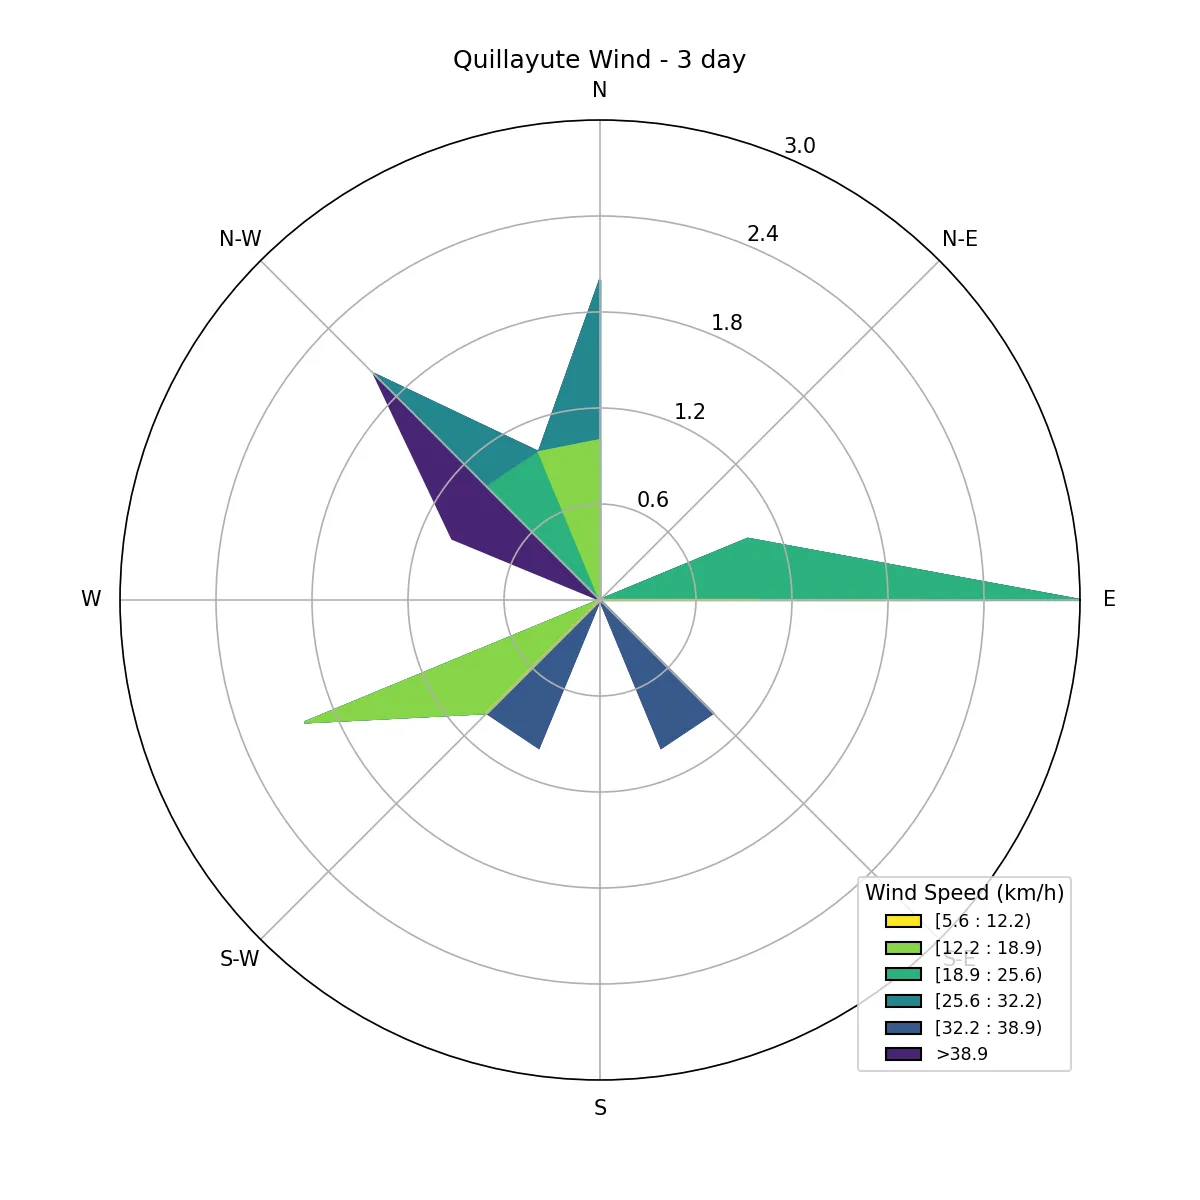 Quillayute Wind - 3 day
N
3.0
N-W
2.4
N-E
1.8
1.2
0.6
W
E
Wind Speed (km/h)
[5.6 : 12.2)
[12.2 : 18.9)
S-W
S-E
[18.9 : 25.6)
[25.6 : 32.2)
[32.2 : 38.9)
>38.9
S